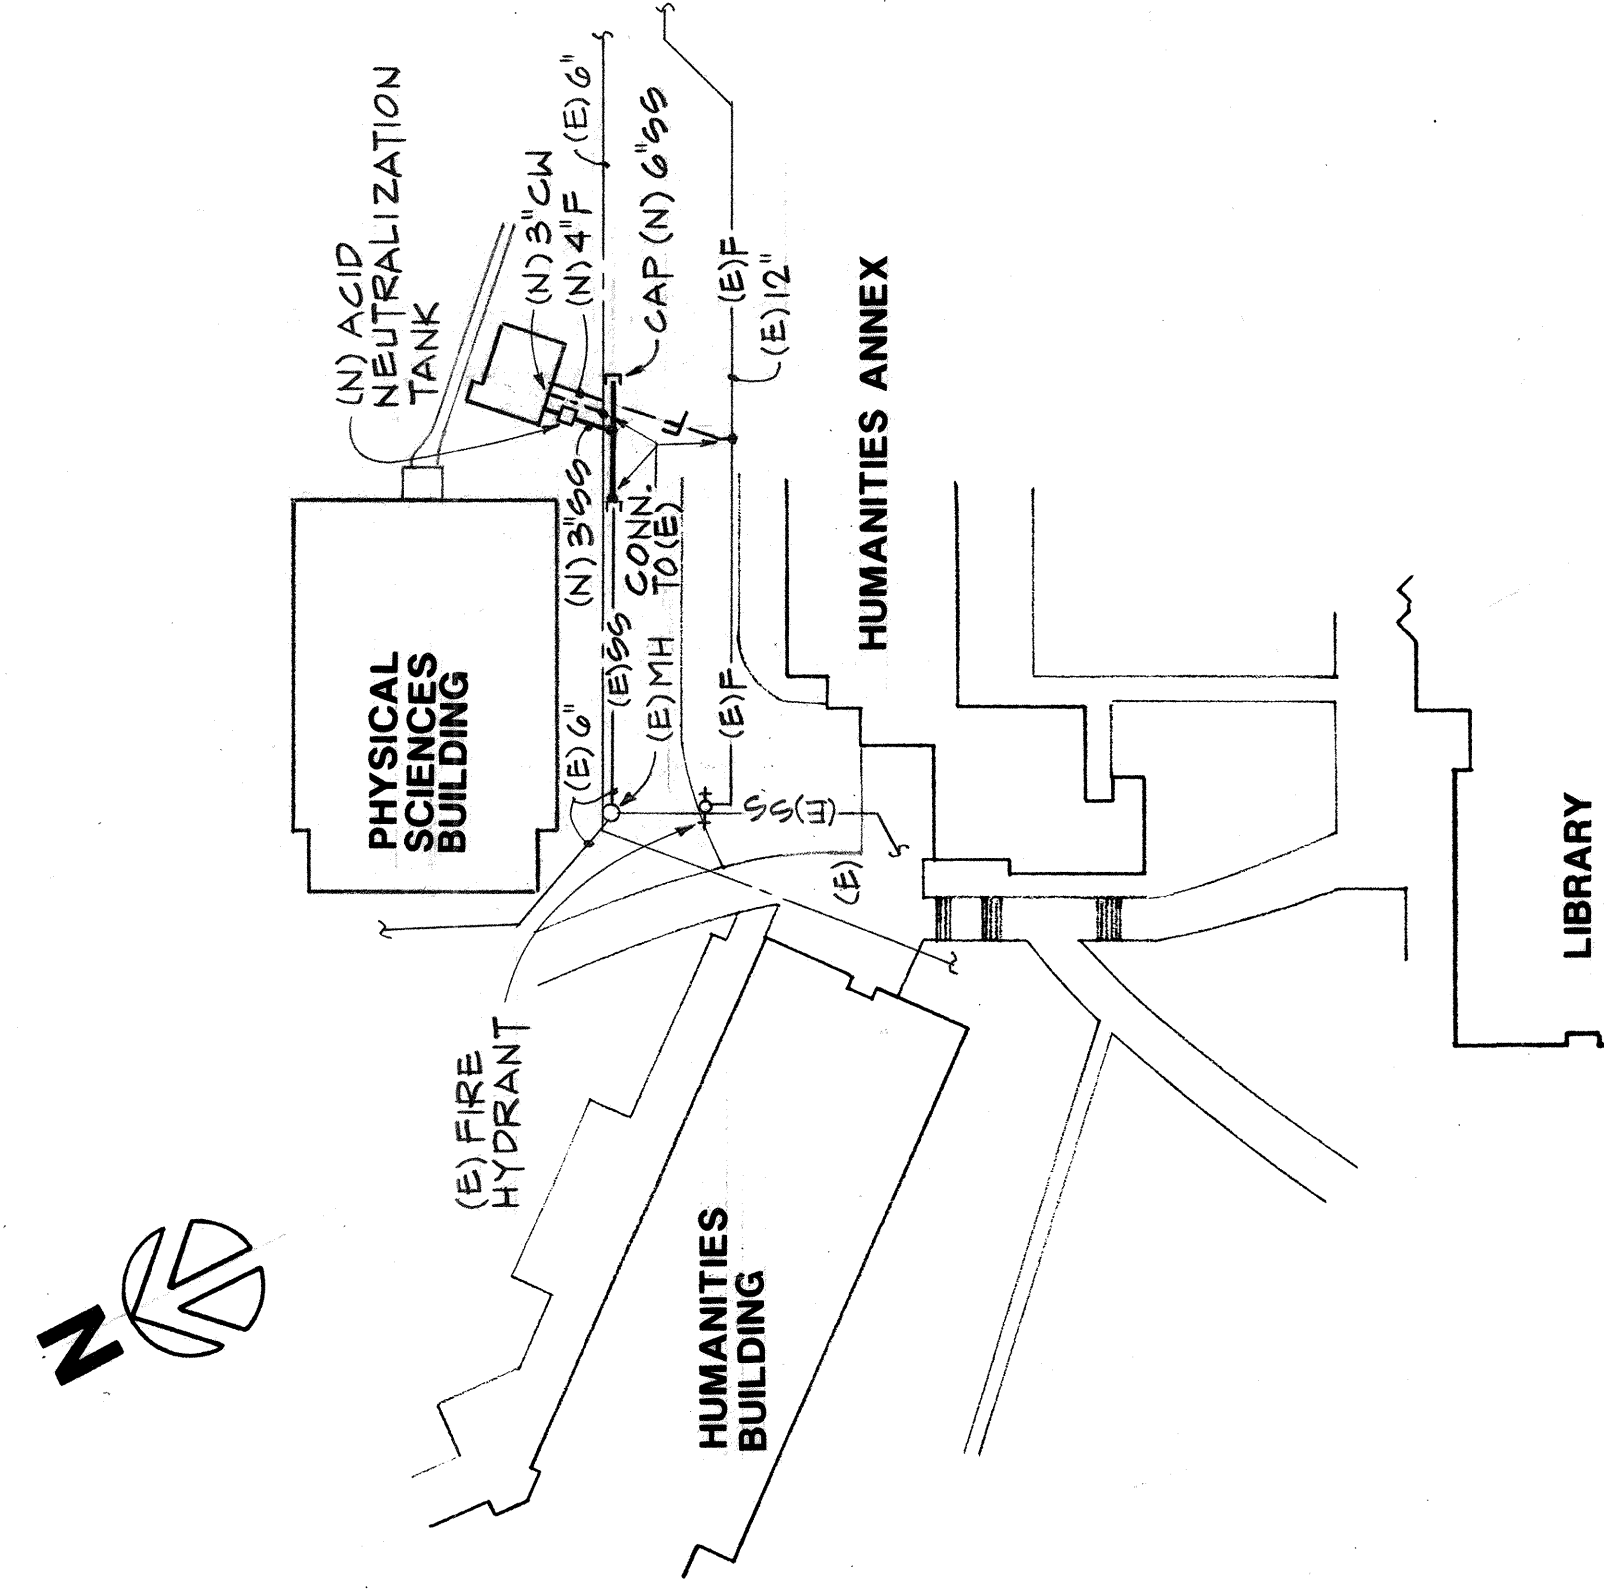 N
(N) ACID
NEUTRALIZATION
TANK
(N) 3"CW
(N) 4"F
(E) 6"
CAP (N) 6"SS
(E)F
(E)12"
F
(N) 3"SS
CONN.
TO (E)
(E)SS
(E)MH
(E) 6"
(E)F
(E)SS
(E)
(E) FIRE
HYDRANT
PHYSICAL
SCIENCES
BUILDING
HUMANITIES ANNEX
HUMANITIES
BUILDING
LIBRARY